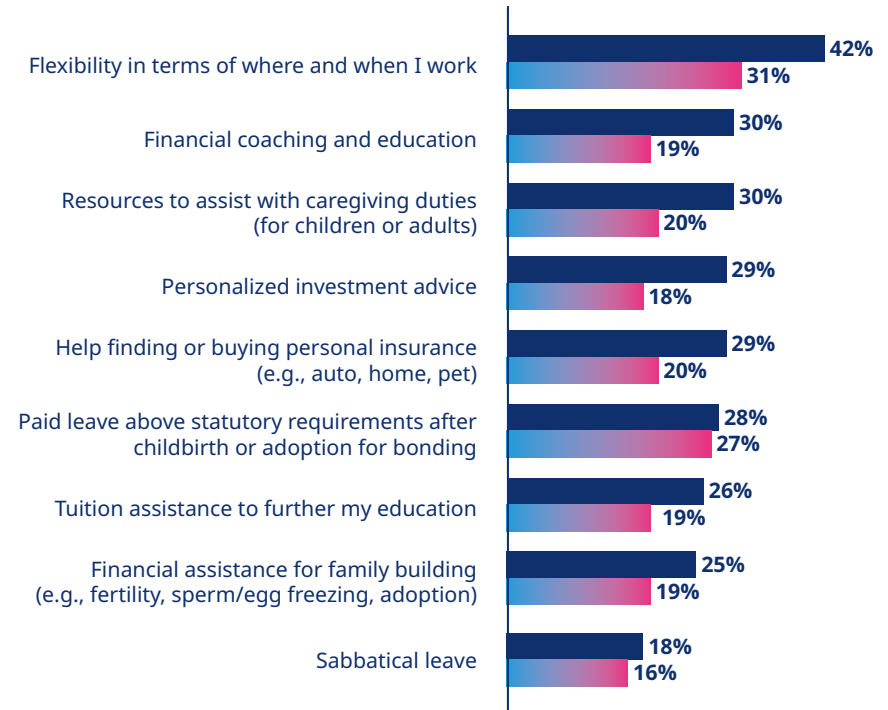 42%
Flexibility in terms of where and when I work
31%
30%
Financial coaching and education
19%
Resources to assist with caregiving duties
(for children or adults)
30%
20%
29%
Personalized investment advice
18%
Help finding or buying personal insurance
(e.g., auto, home, pet)
29%
20%
Paid leave above statutory requirements after
childbirth or adoption for bonding
28%
27%
26%
Tuition assistance to further my education
19%
Financial assistance for family building
(e.g., fertility, sperm/egg freezing, adoption)
25%
19%
18%
Sabbatical leave
16%